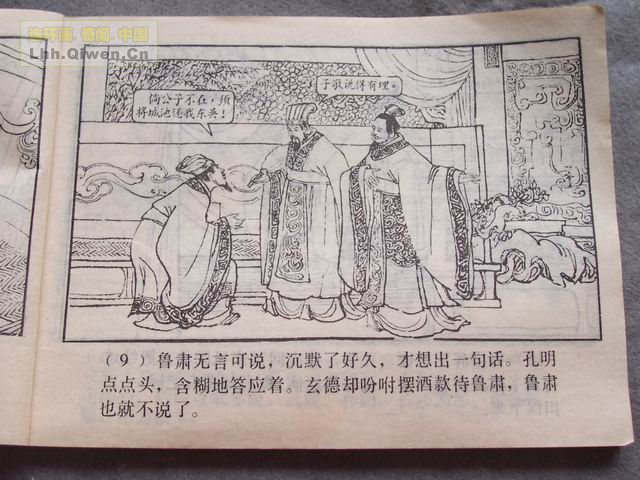 连环画 奇闻 中国
Lhh.Qiwen.Cn
倘公子不在，须
将城池还我东吴！
子敬说得有理。
（9）鲁肃无言可说，沉默了好久，才想出一句话。孔明
点点头，含糊地答应着。玄德却吩咐摆酒款待鲁肃，鲁肃
也就不说了。